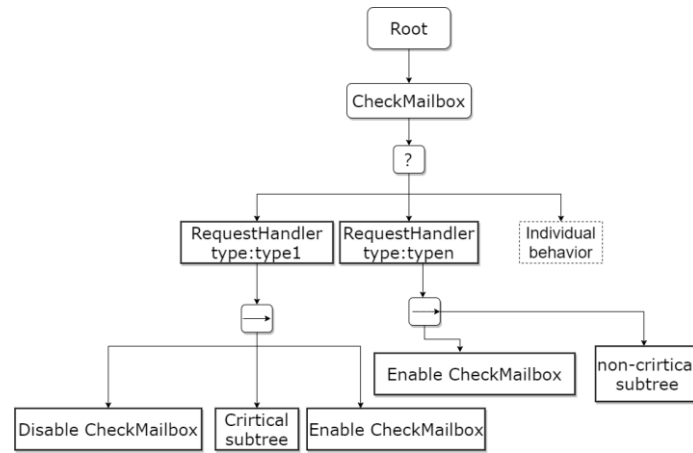 Root
CheckMailbox
?
RequestHandler
type:type1
RequestHandler
type:typen
Individual
behavior
Enable CheckMailbox
non-crirtical
subtree
Disable CheckMailbox
Crirtical
subtree
Enable CheckMailbox